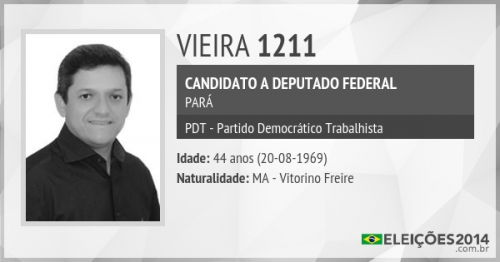 VIEIRA 1211
CANDIDATO A DEPUTADO FEDERAL
PARÁ
PDT - Partido Democrático Trabalhista
Idade: 44 anos (20-08-1969)
Naturalidade: MA - Vitorino Freire
ELEIÇÕES2014
.com.br